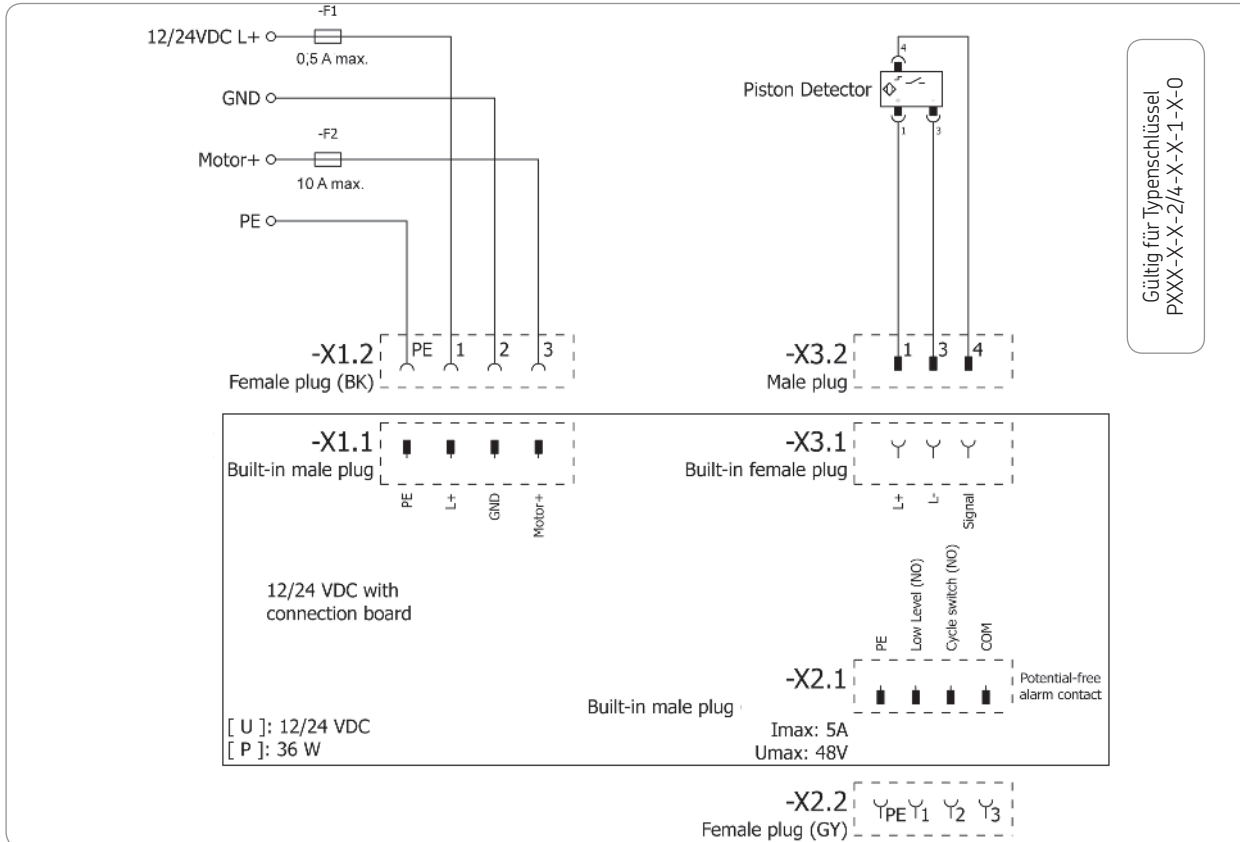 -F1
12/24VDC L+
0,5 A max.
GND
-F2
Motor+
10 A max.
PE
-X1.2
PE 1 2 3
Female plug (BK)
4
Piston Detector
1 3
-X3.2
1 3 4
Male plug
Gültig für Typenschlüssel
PXXX-X-X-2/4-X-X-1-X-0
-X1.1
Built-in male plug
PE
L+
GND
Motor+
-X3.1
Built-in female plug
L+
L-
Signal
12/24 VDC with
connection board
PE
Low Level (NO)
Cycle switch (NO)
COM
-X2.1
Built-in male plug
Potential-free
alarm contact
Imax: 5A
Umax: 48V
[ U ]: 12/24 VDC
[ P ]: 36 W
-X2.2
PE 1 2 3
Female plug (GY)